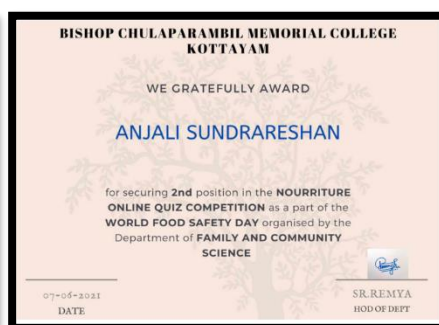 BISHOP CHULAPARAMBIL MEMORIAL COLLEGE
KOTTAYAM
WE GRATEFULLY AWARD
ANJALI SUNDRARESHAN
for securing 2nd position in the NOURRITURE
ONLINE QUIZ COMPETITION as a part of the
WORLD FOOD SAFETY DAY organised by the
Department of FAMILY AND COMMUNITY
SCIENCE
07-06-2021
DATE
SR.REMYA
HOD OF DEPT